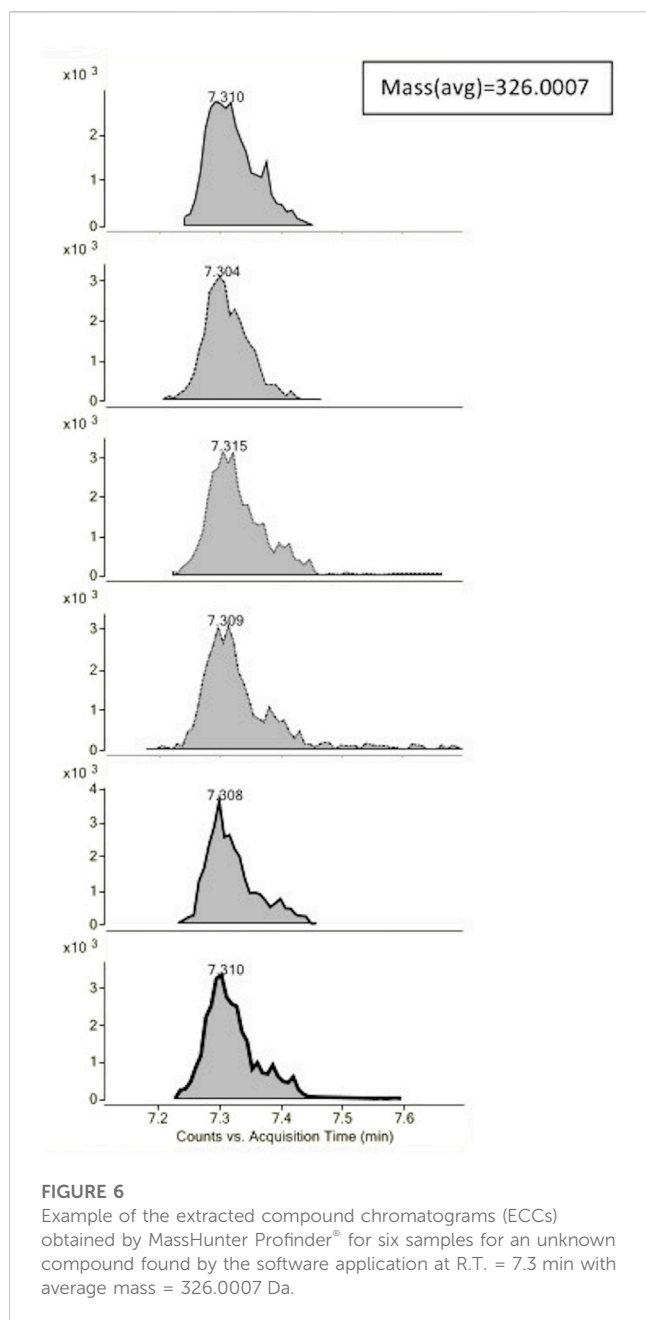 x10 3
Mass(avg)=326.0007
7.310
2
1
0
x10 3
7.304
3
2
1
0
x10 3
7.315
3
2
1
0
x10 3
7.309
3
2
1
0
x10 3
4
7.308
3
2
1
0
x10 3
7.310
3
2
1
0
7.2 7.3 7.4 7.5 7.6
Counts vs. Acquisition Time (min)
FIGURE 6
Example of the extracted compound chromatograms (ECCs)
obtained by MassHunter Profinder® for six samples for an unknown
compound found by the software application at R.T. = 7.3 min with
average mass = 326.0007 Da.